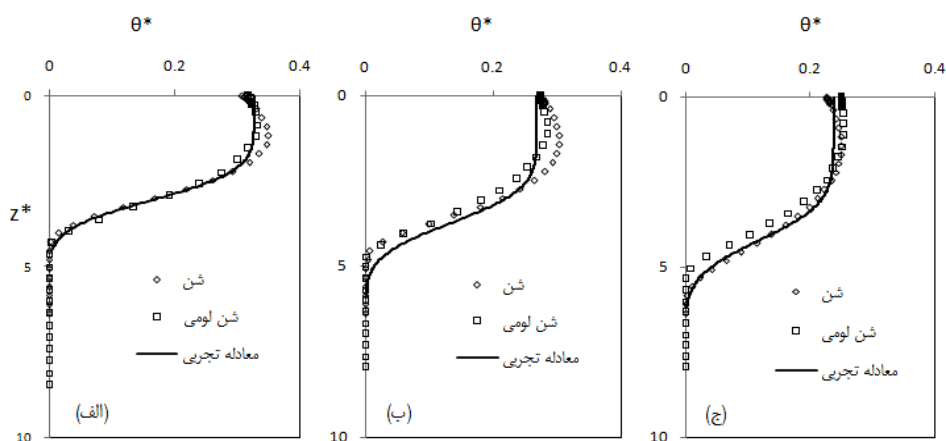 θ* θ* θ*
0 0.2 0.4 0 0.2 0.4 0 0.2 0.4
0 0 0
z*
5 5 5
شن شن شن
شن لومی شن لومی شن لومی
معادله تجربی معادله تجربی معادله تجربی
(الف) (ب) (ج)
10 10 10